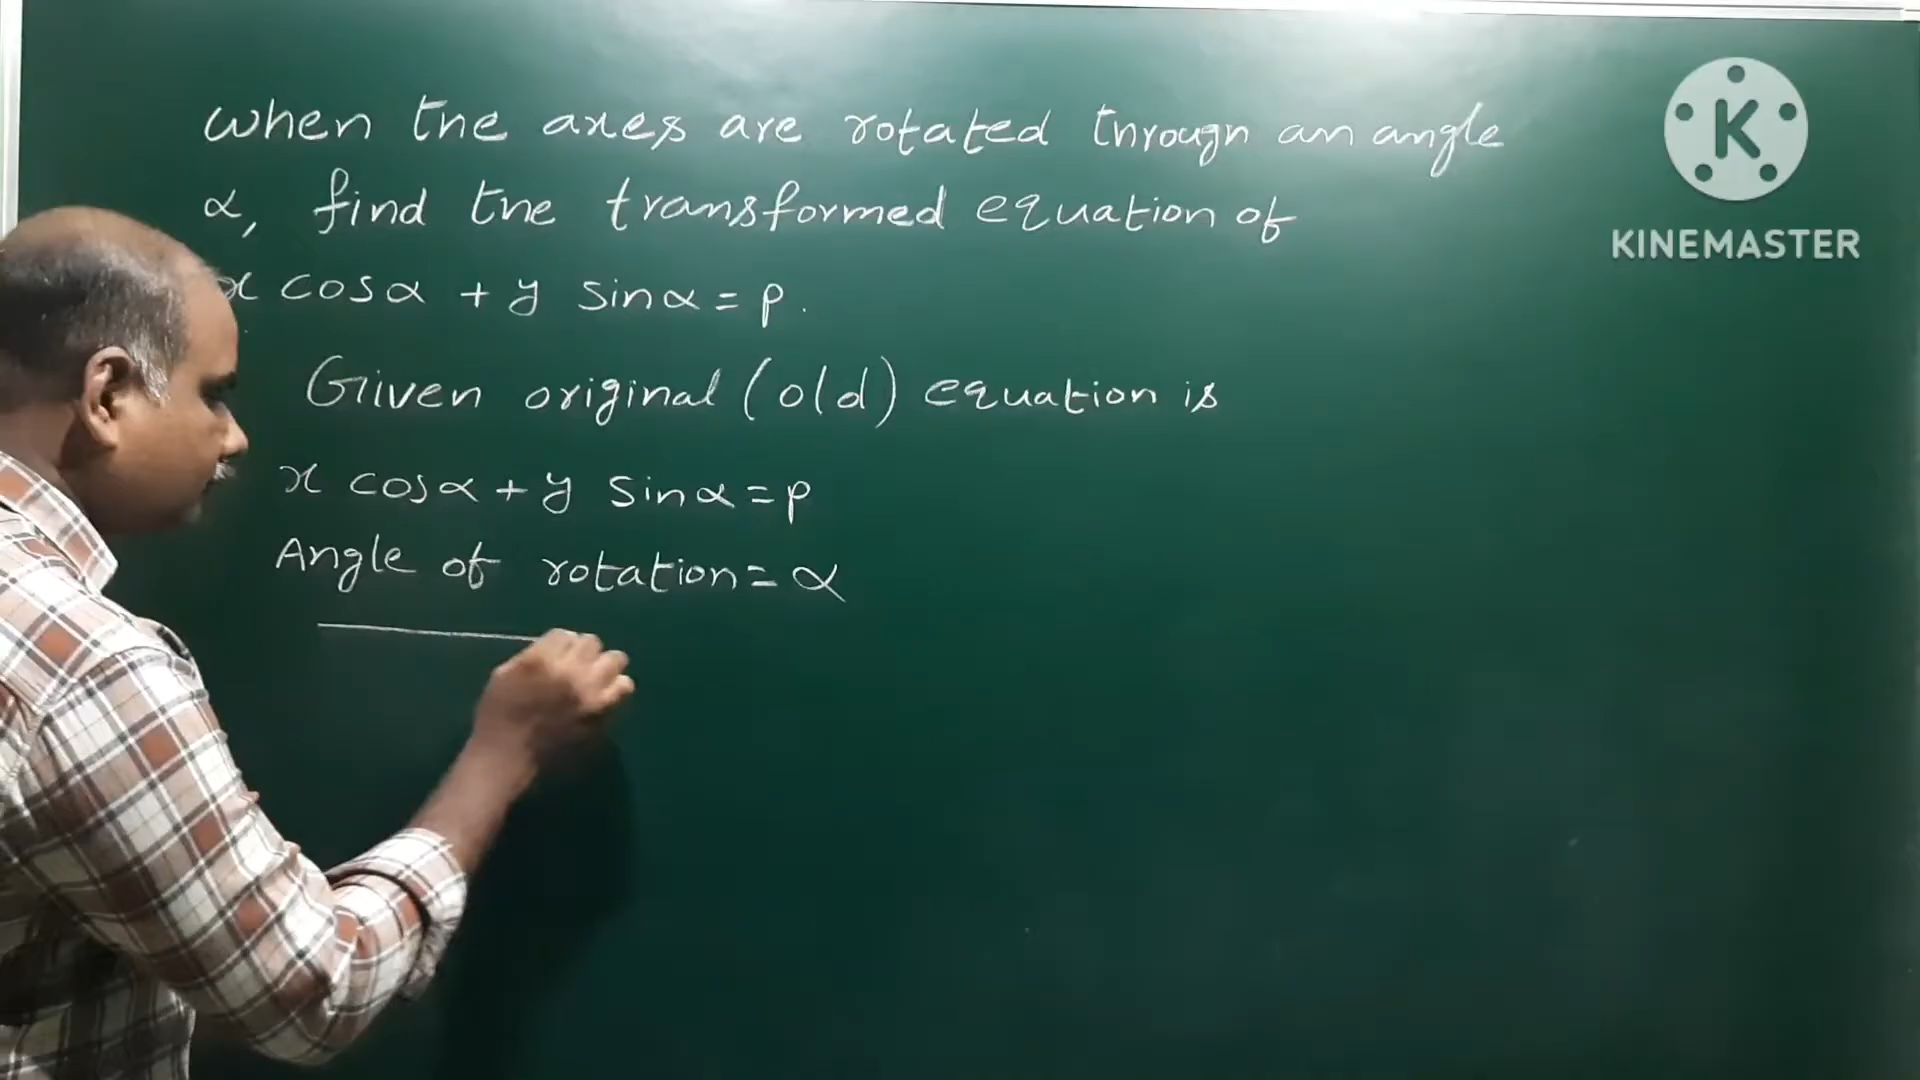 when the axes are rotated through an angle
α, find the transformed equation of
x cosα + y sinα = p.
Given original (old) equation is
x cosα + y sinα = p
Angle of rotation = α
K
KINEMASTER